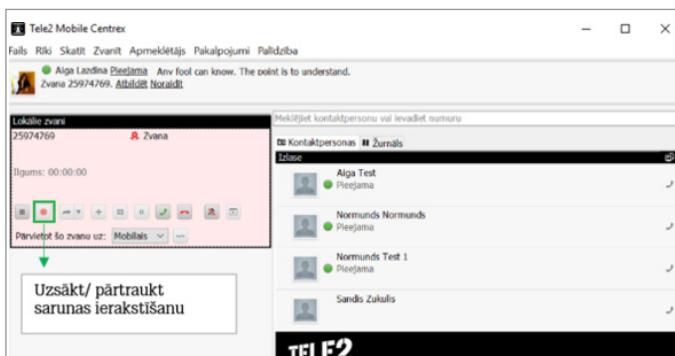 Tele2 Mobile Centrex
Fails Rīki Skatīt Zvanīt Apmeklētājs Pakalpojumi Palīdzība
Aiga Lazdina Pieejama Any fool can know. The point is to understand.
Zvana 25974769. Atbildēt Noraidīt
Lokālie zvani
25974769 Zvana
Ilgums: 00:00:00
Pārvietot šo zvanu uz: Mobilais
Uzsākt/ pārtraukt
sarunas ierakstīšanu
Meklējiet kontaktpersonu vai ievadiet numuru
Kontaktpersonas Žurnāls
Izlase
Aiga Test
Pieejama
Normunds Normunds
Pieejama
Normunds Test 1
Pieejama
Sandis Zukulis
TELE2